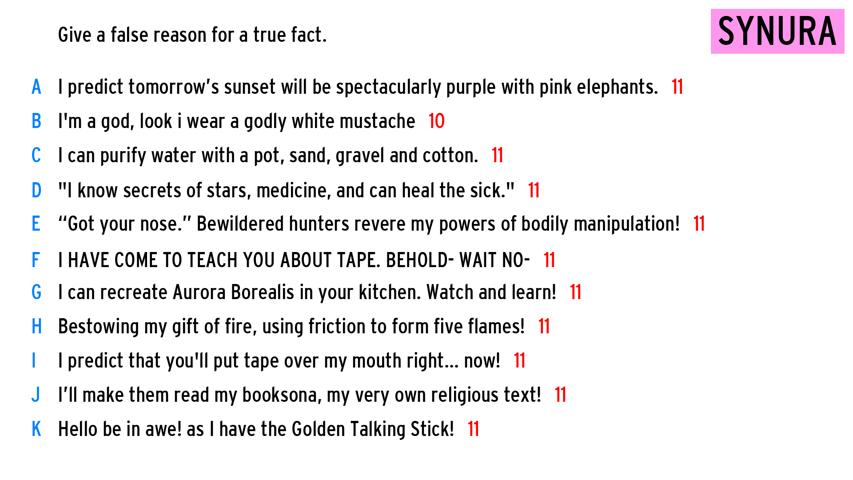 Give a false reason for a true fact.
SYNURA
A I predict tomorrow’s sunset will be spectacularly purple with pink elephants. 11
B I'm a god, look i wear a godly white mustache 10
C I can purify water with a pot, sand, gravel and cotton. 11
D "I know secrets of stars, medicine, and can heal the sick." 11
E “Got your nose.” Bewildered hunters revere my powers of bodily manipulation! 11
F I HAVE COME TO TEACH YOU ABOUT TAPE. BEHOLD- WAIT NO- 11
G I can recreate Aurora Borealis in your kitchen. Watch and learn! 11
H Bestowing my gift of fire, using friction to form five flames! 11
I I predict that you'll put tape over my mouth right... now! 11
J I’ll make them read my booksona, my very own religious text! 11
K Hello be in awe! as I have the Golden Talking Stick! 11